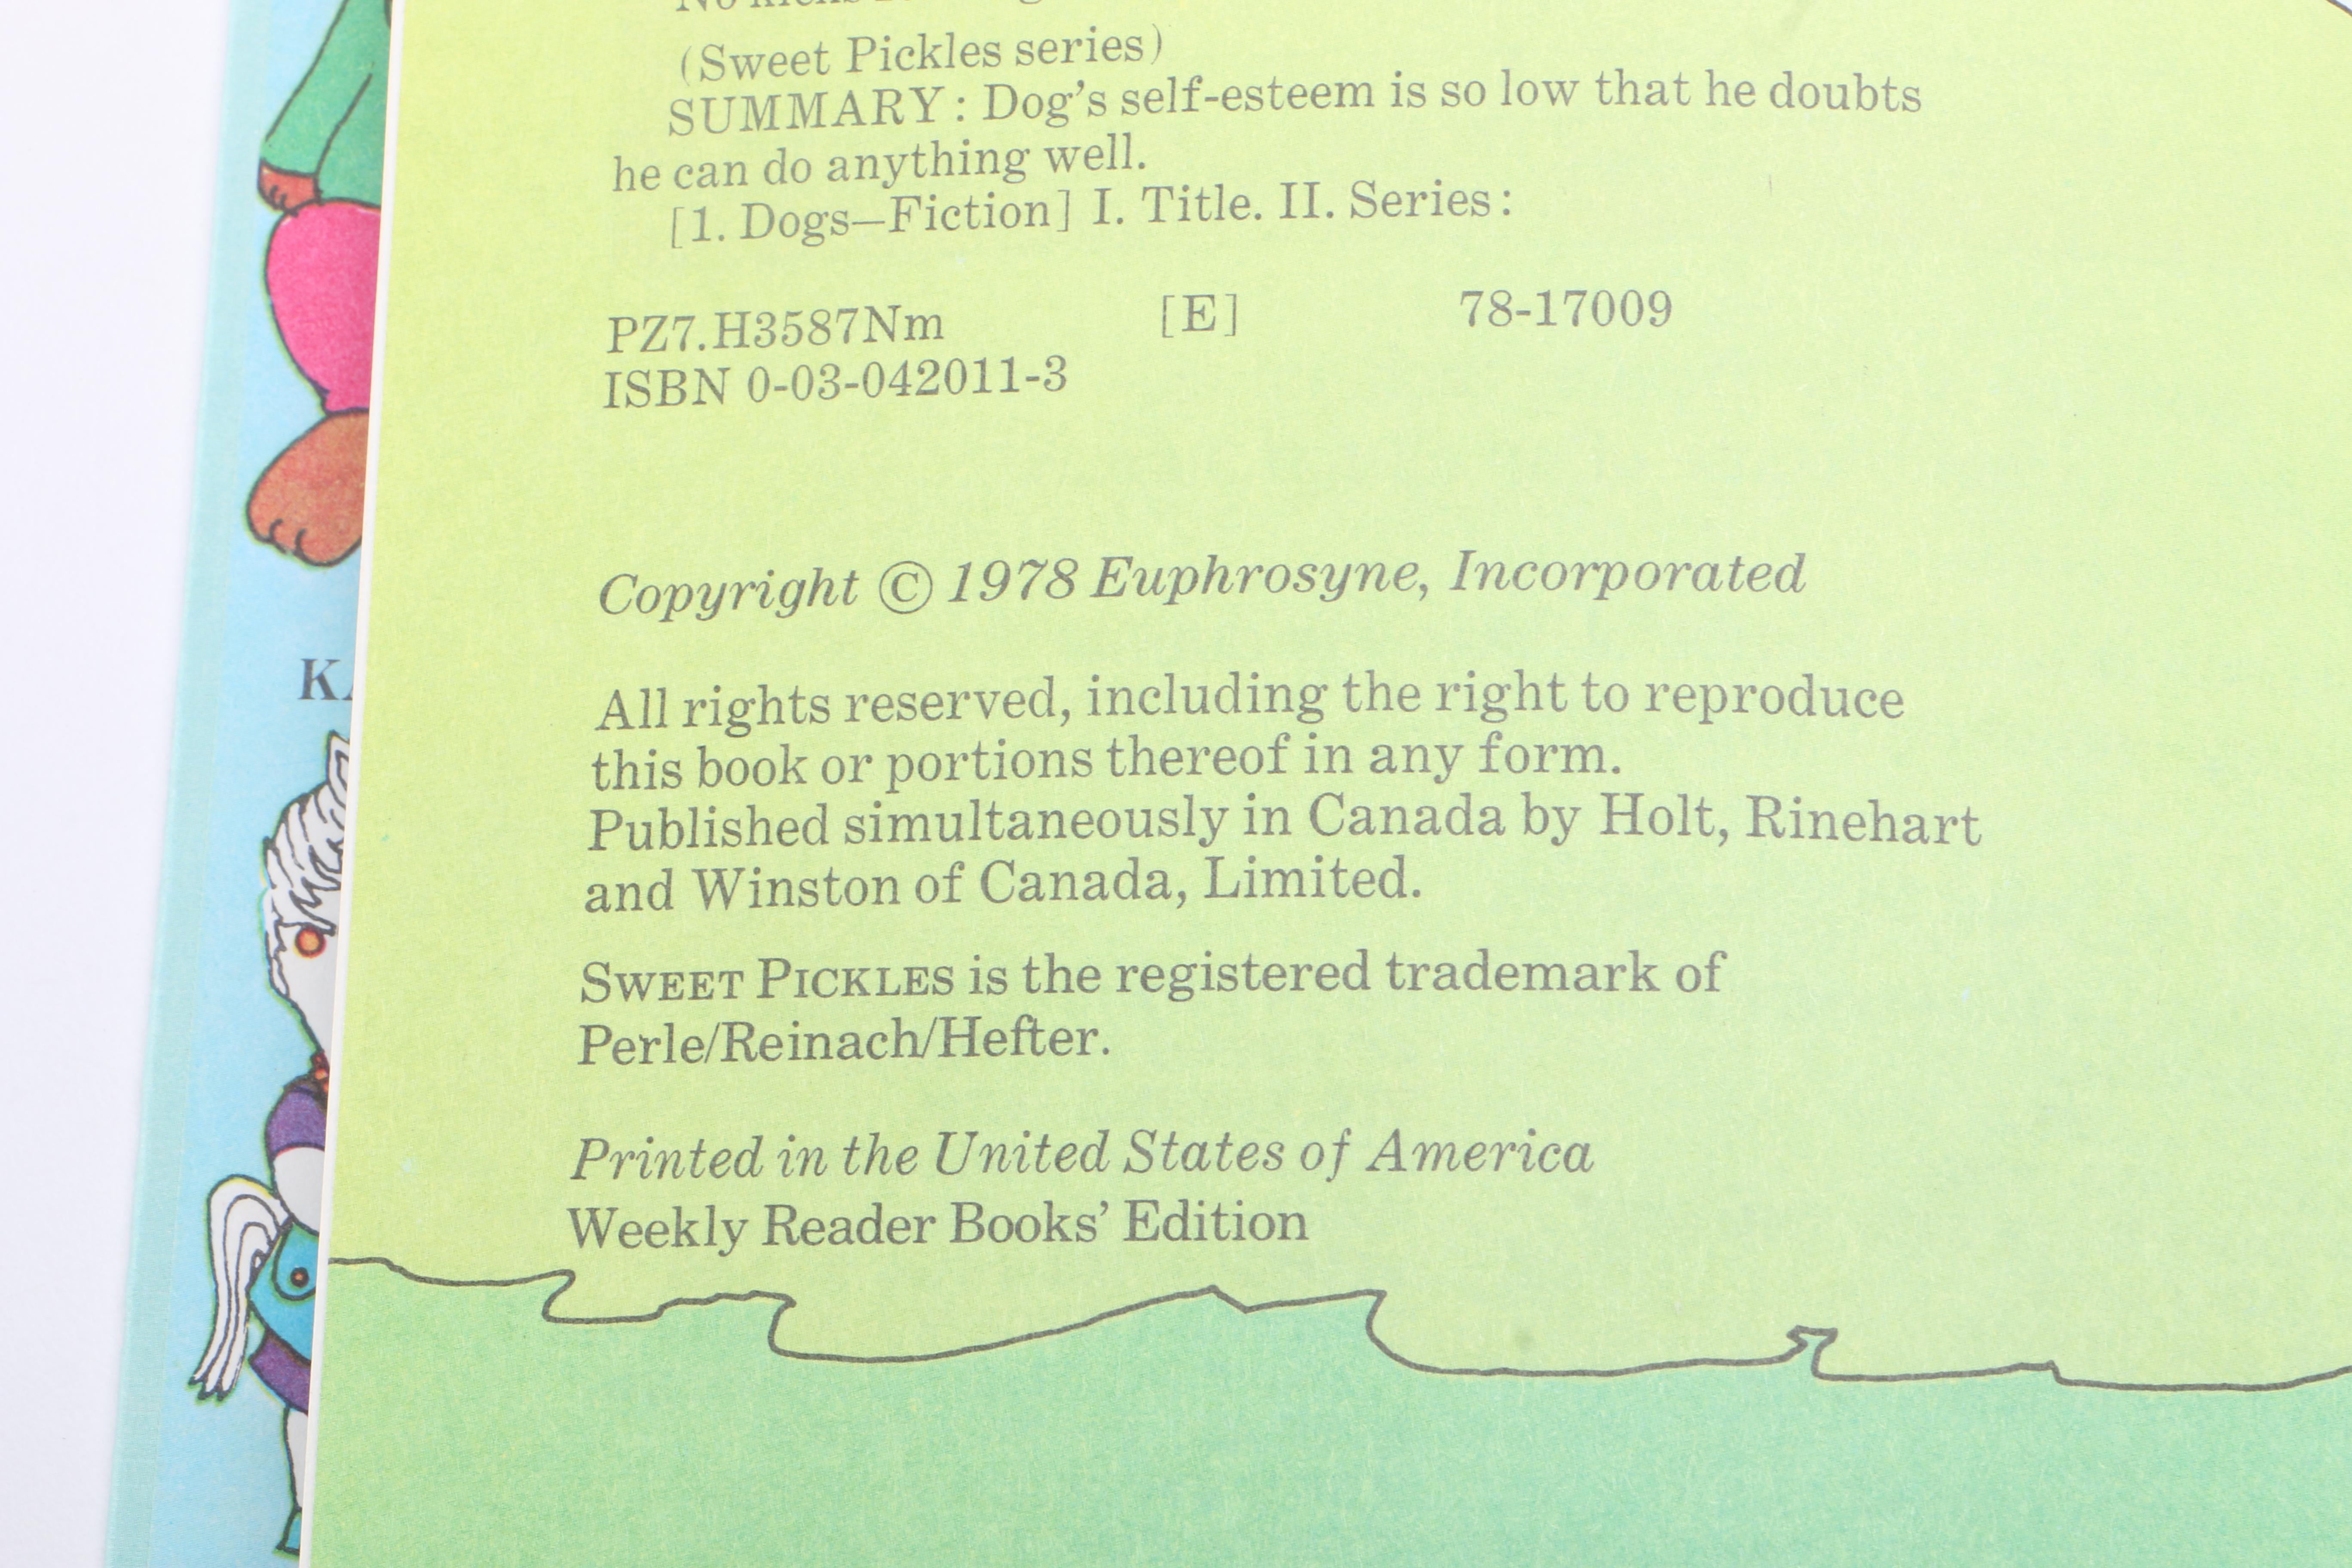 No kicks
(Sweet Pickles series)
SUMMARY: Dog's self-esteem is so low that he doubts
he can do anything well.
[1. Dogs—Fiction] I. Title. II. Series:
PZ7.H3587Nm [E] 78-17009
ISBN 0-03-042011-3
Copyright © 1978 Euphrosyne, Incorporated
All rights reserved, including the right to reproduce
this book or portions thereof in any form.
Published simultaneously in Canada by Holt, Rinehart
and Winston of Canada, Limited.
SWEET PICKLES is the registered trademark of
Perle/Reinach/Hefter.
Printed in the United States of America
Weekly Reader Books' Edition